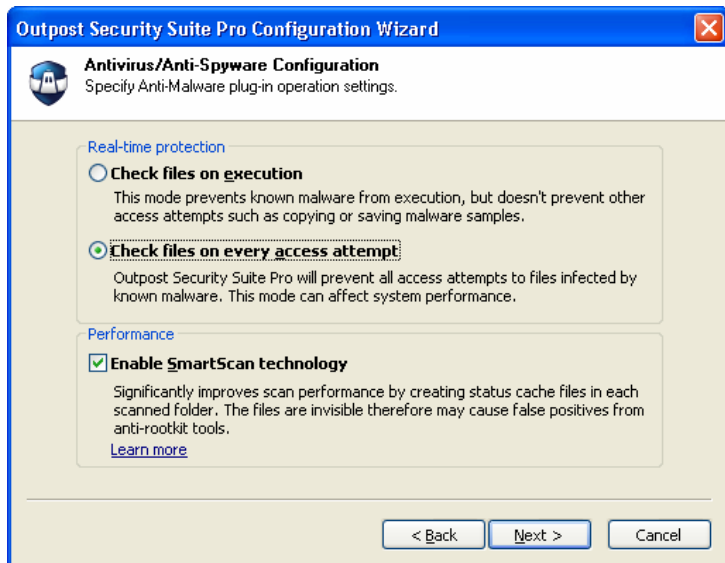 Outpost Security Suite Pro Configuration Wizard
Antivirus/Anti-Spyware Configuration
Specify Anti-Malware plug-in operation settings.
Real-time protection
Check files on execution
This mode prevents known malware from execution, but doesn't prevent other
access attempts such as copying or saving malware samples.
Check files on every access attempt
Outpost Security Suite Pro will prevent all access attempts to files infected by
known malware. This mode can affect system performance.
Performance
Enable SmartScan technology
Significantly improves scan performance by creating status cache files in each
scanned folder. The files are invisible therefore may cause false positives from
anti-rootkit tools.
Learn more
< Back
Next >
Cancel